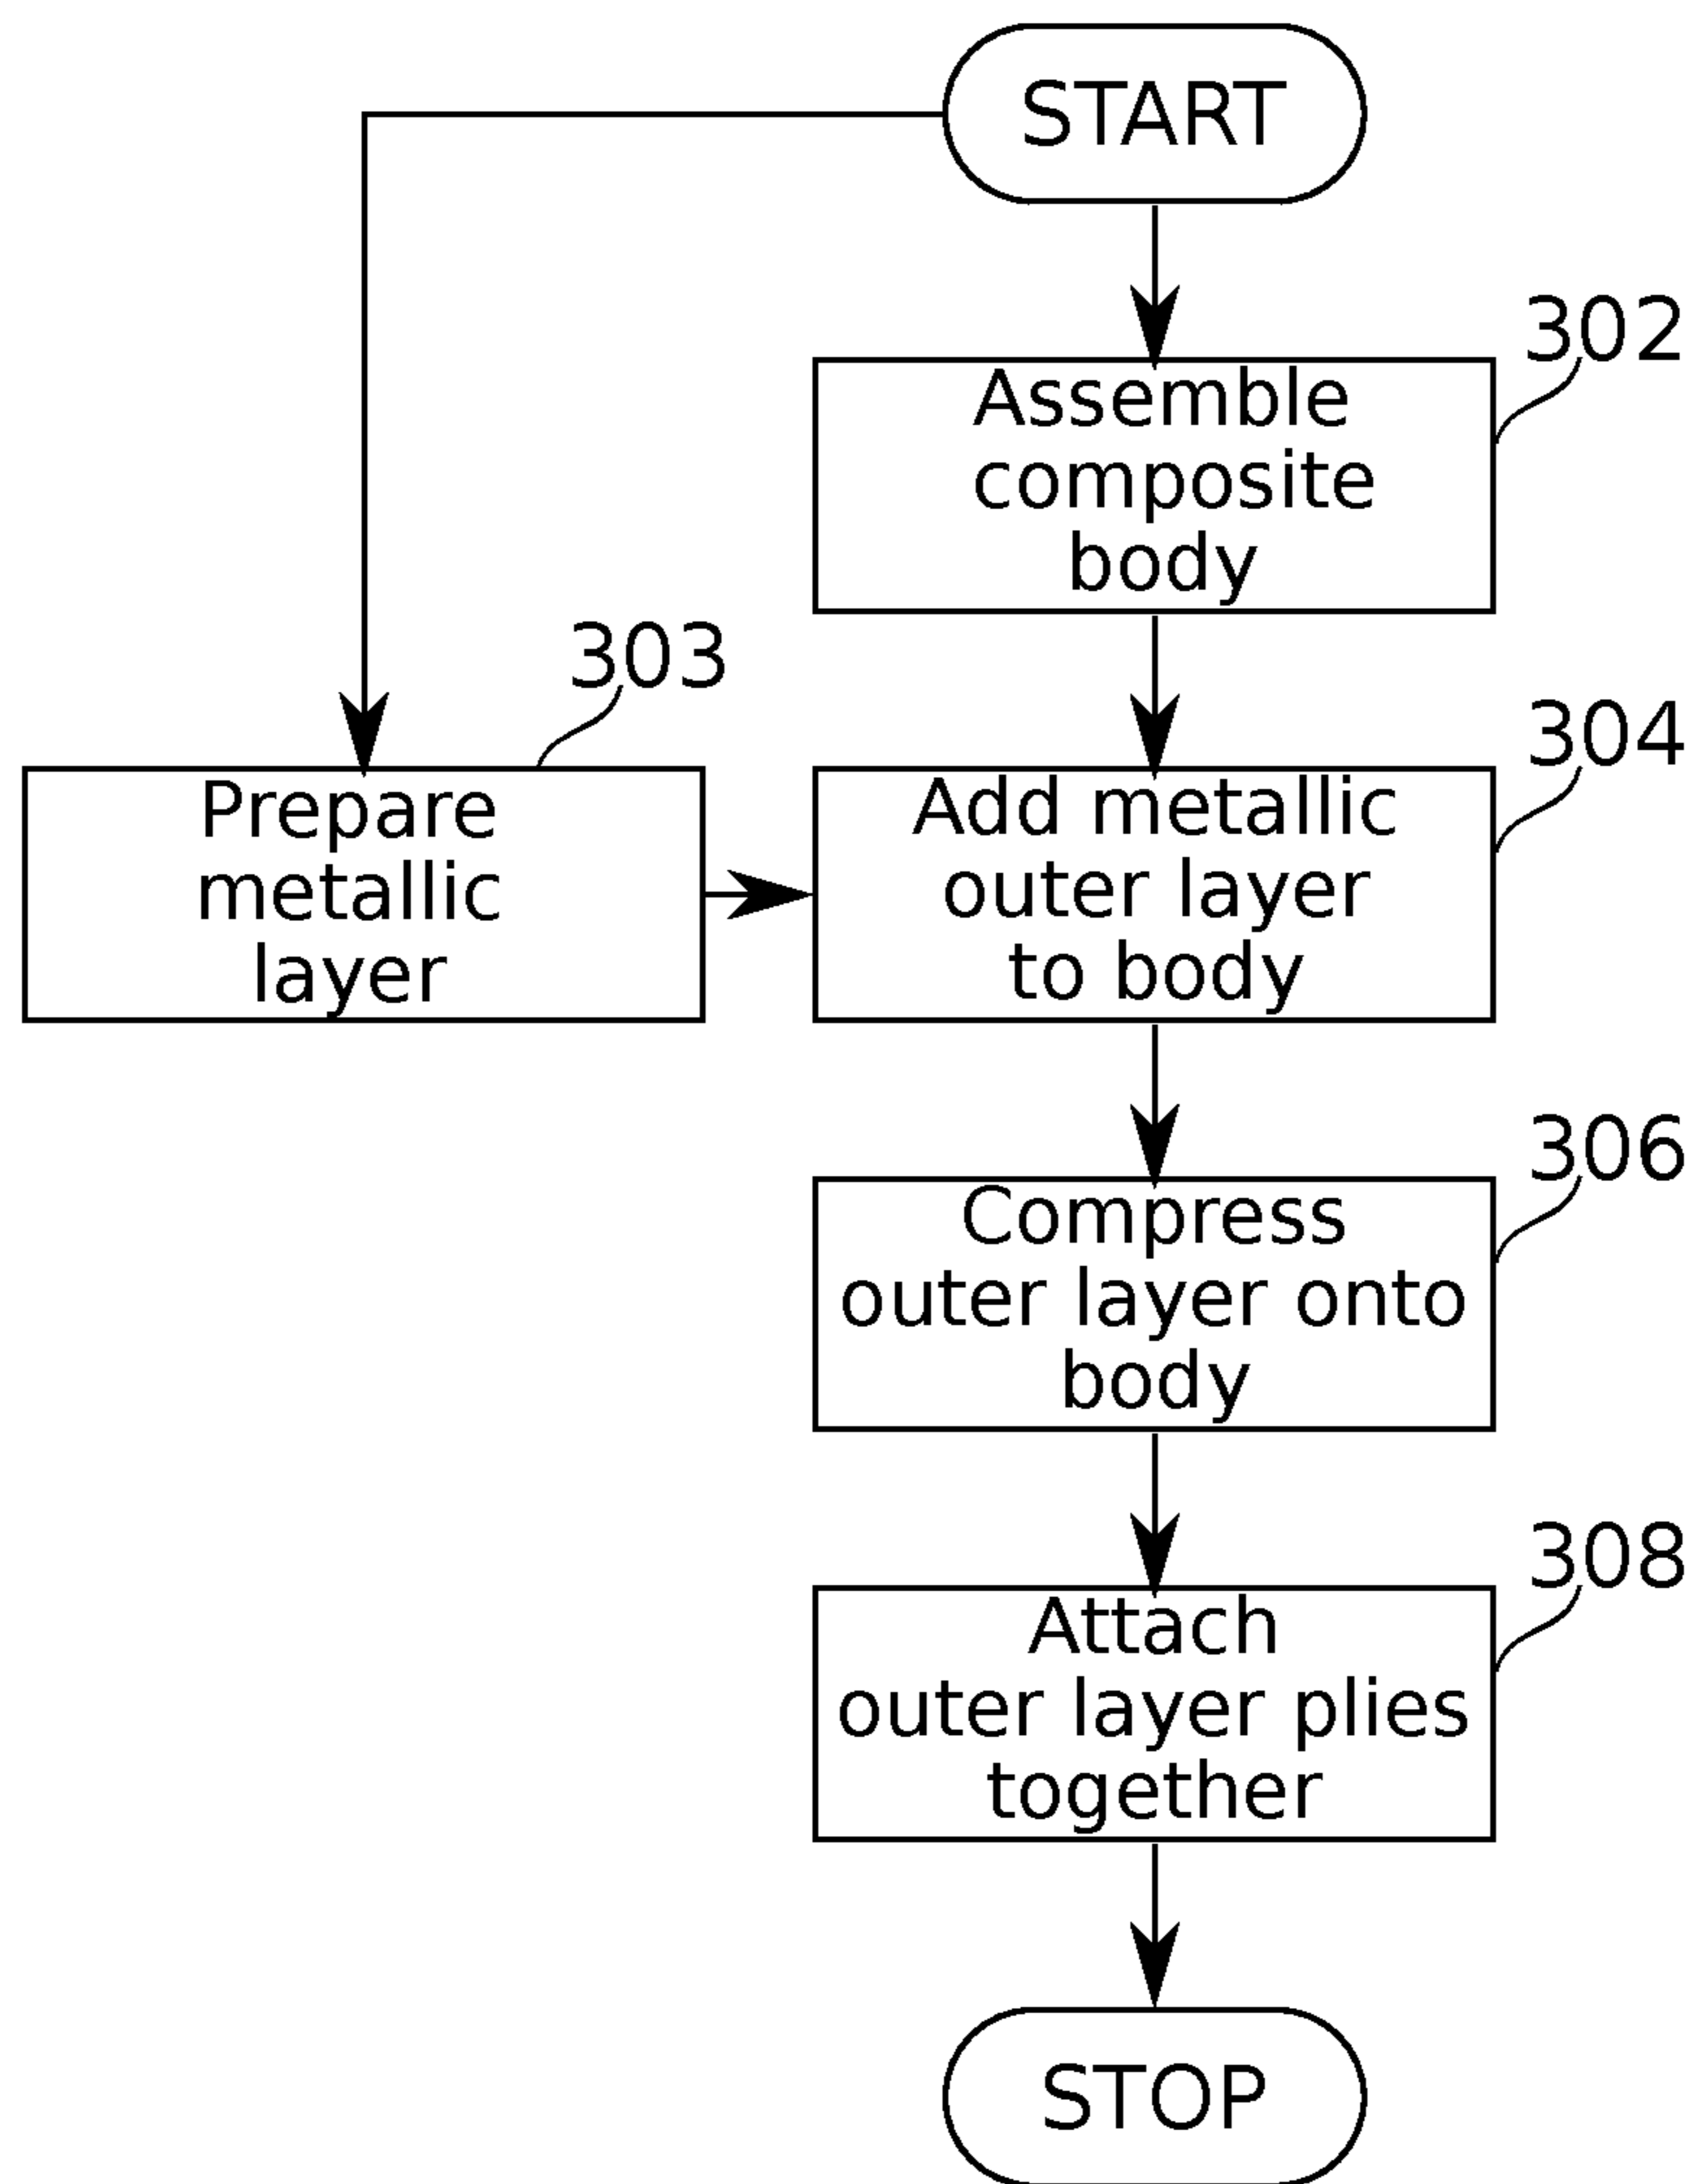 START
302
Assemble
composite
body
303
Prepare
metallic
layer
304
Add metallic
outer layer
to body
306
Compress
outer layer onto
body
308
Attach
outer layer plies
together
STOP